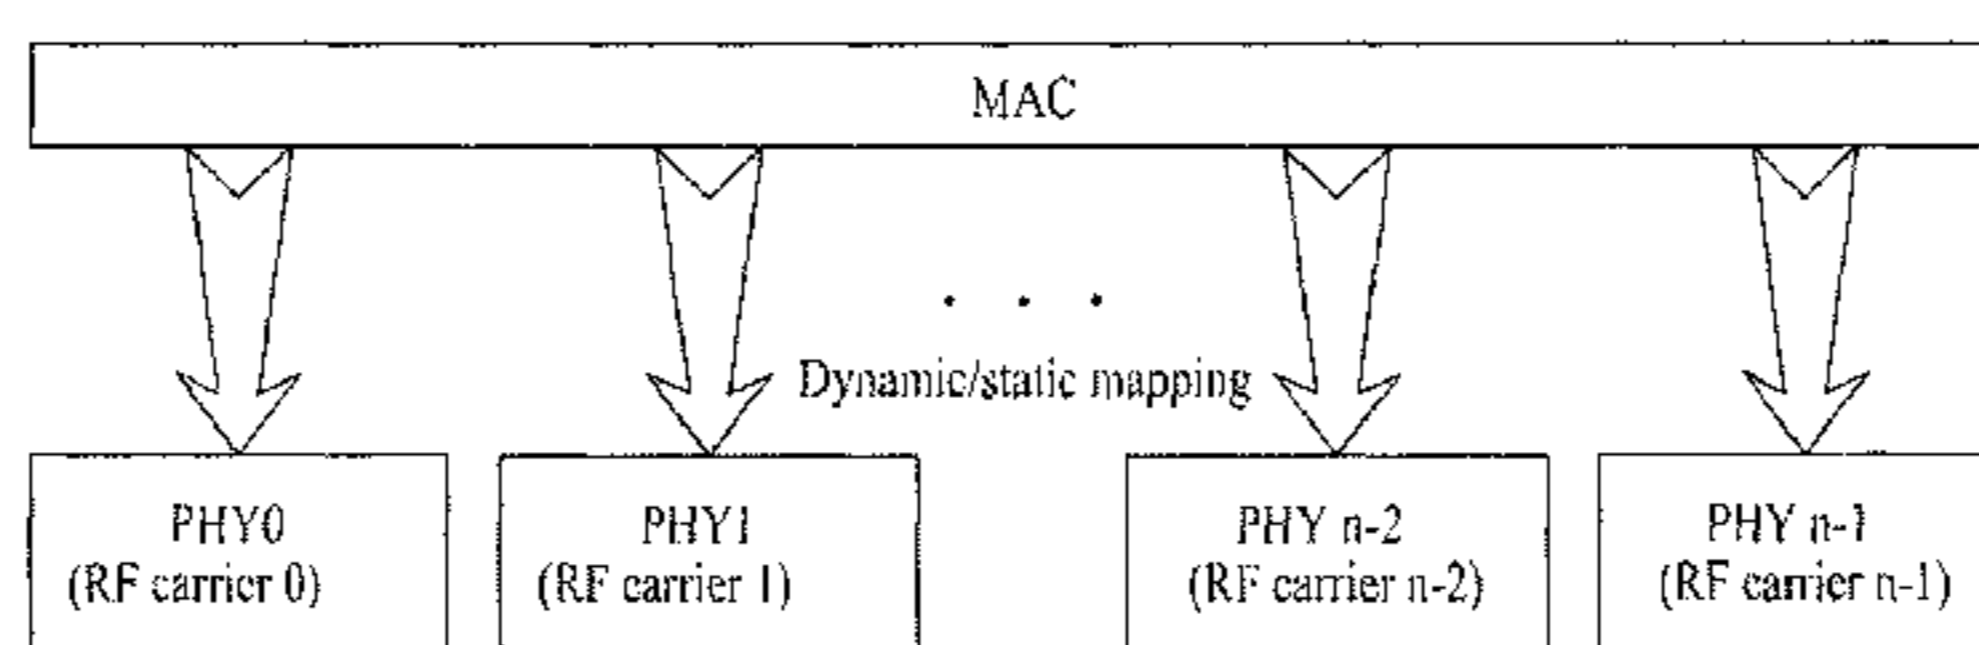 MAC
. . .
Dynamic/static mapping
PHY0
(RF carrier 0)
PHY1
(RF carrier 1)
PHY n-2
(RF carrier n-2)
PHY n-1
(RF carrier n-1)